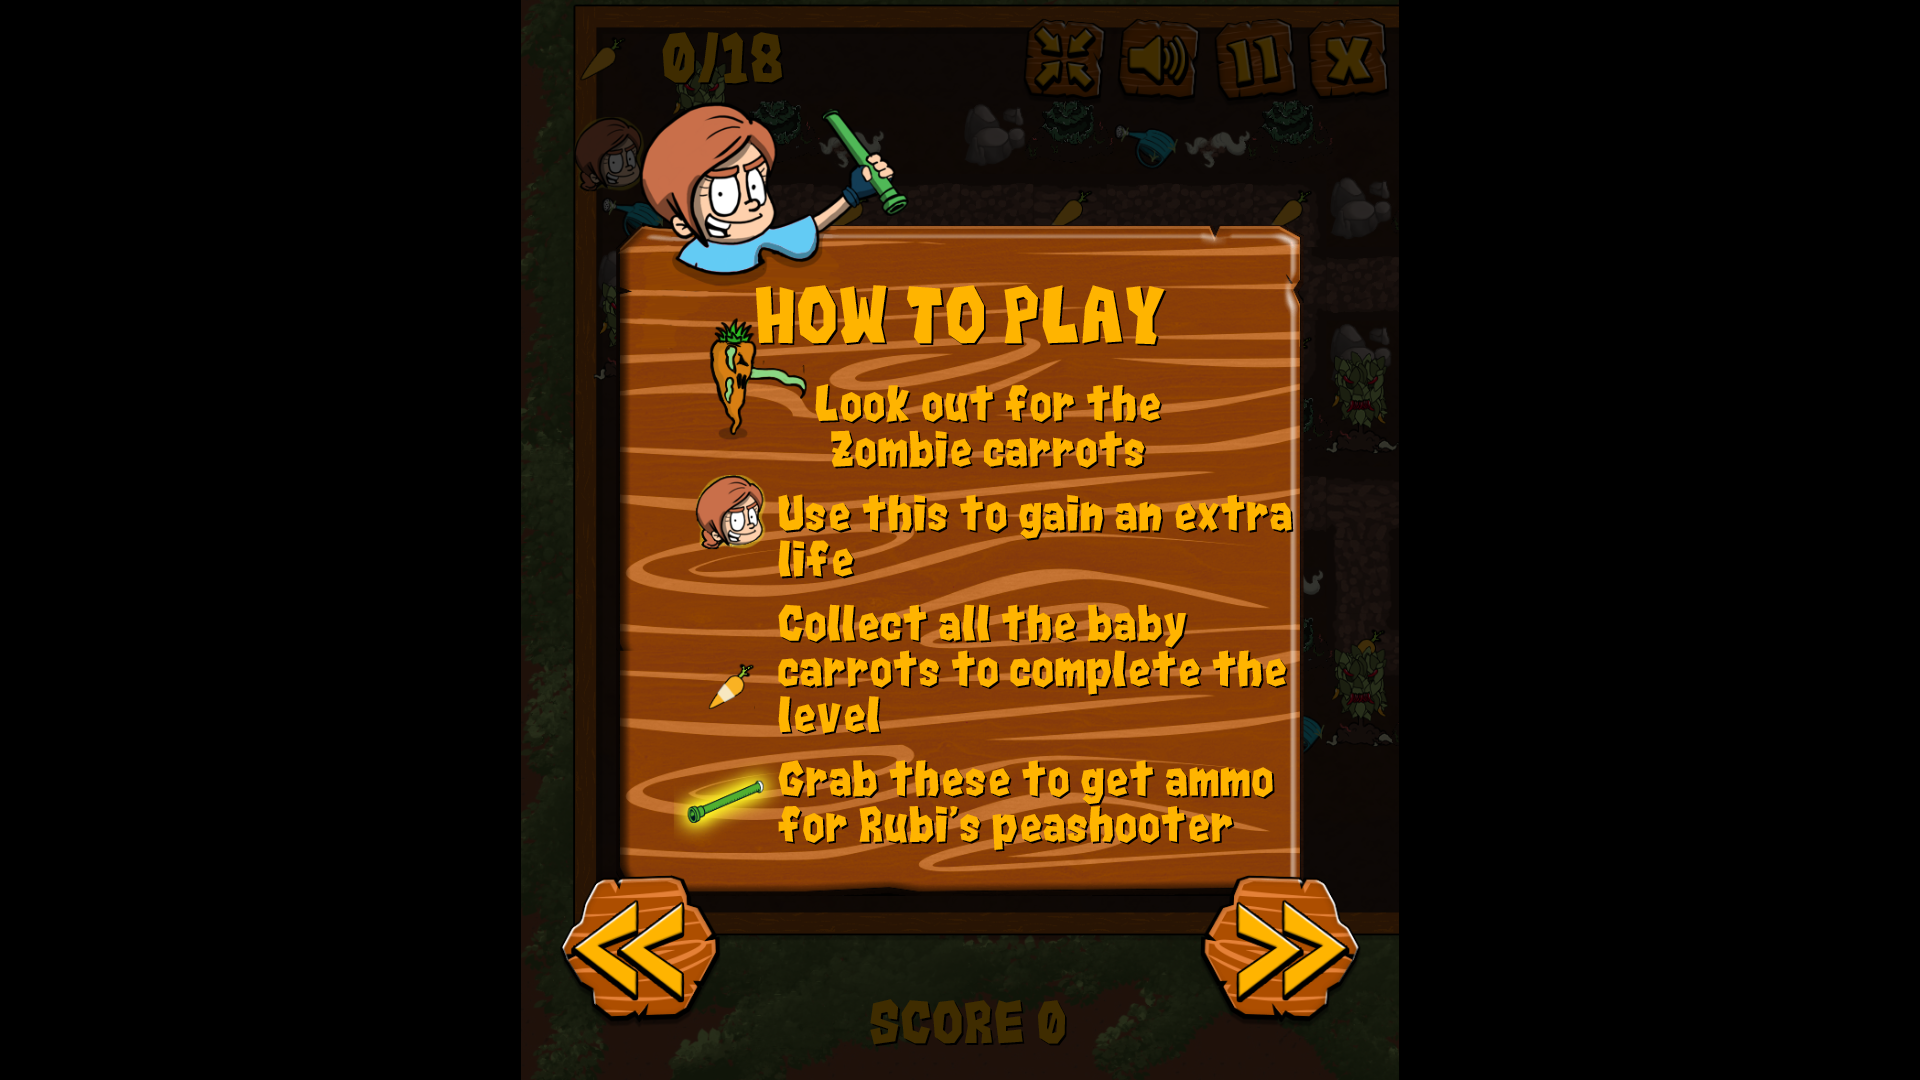 0/18
HOW TO PLAY
Look out for the
Zombie carrots
Use this to gain an extra
life
Collect all the baby
carrots to complete the
level
Grab these to get ammo
for Rubi's peashooter
SCORE 0